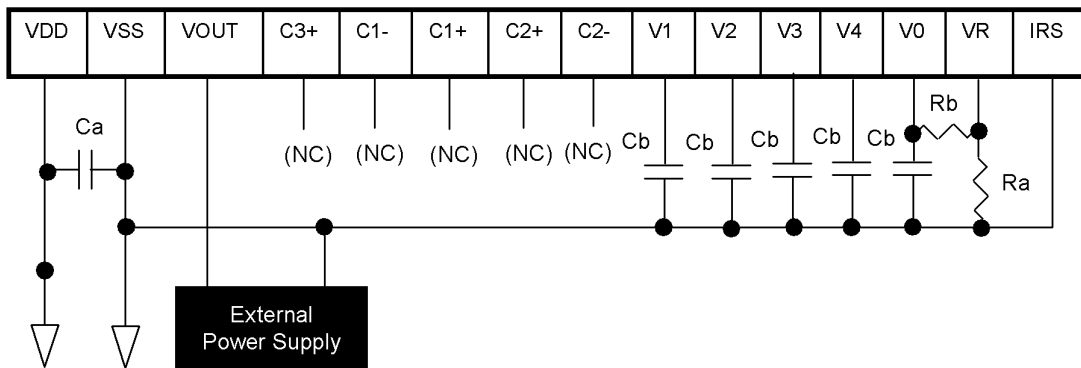 VDD VSS VOUT C3+ C1- C1+ C2+ C2- V1 V2 V3 V4 V0 VR IRS
Rb
Ca
(NC) (NC) (NC) (NC) (NC) Cb Cb Cb Cb Cb
Ra
External
Power Supply